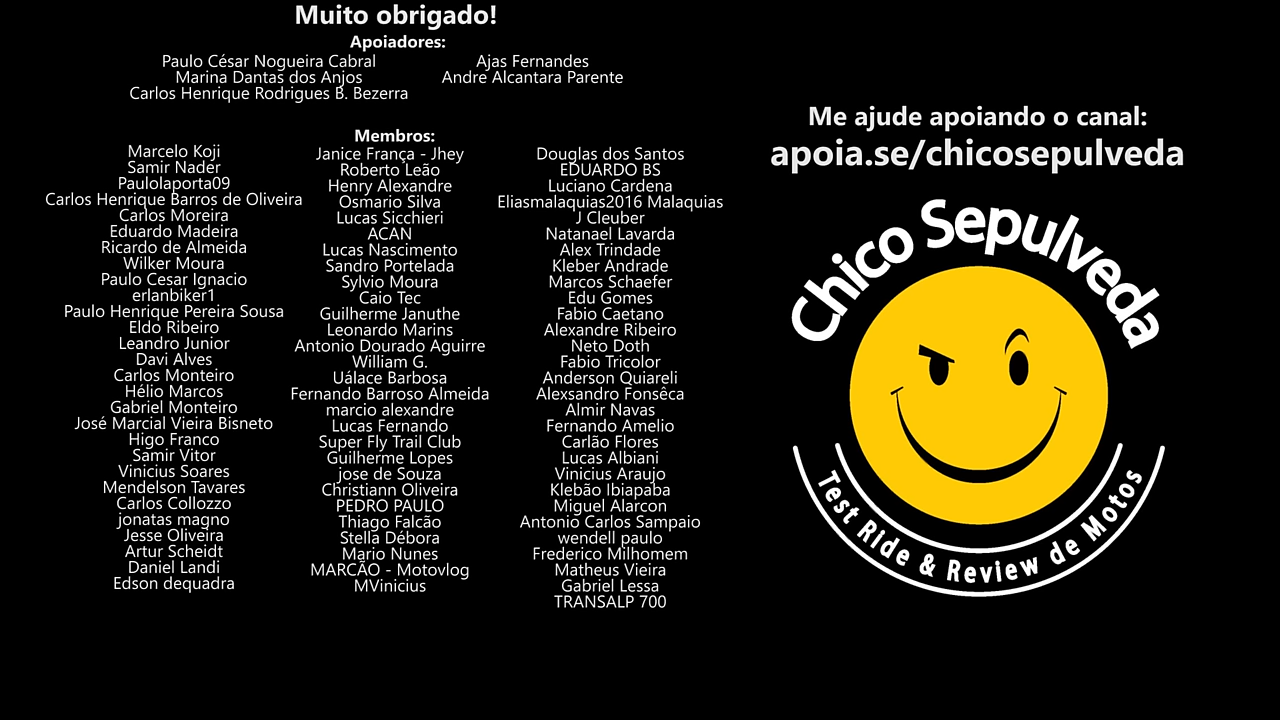 Muito obrigado!
Apoiadores:
Paulo César Nogueira Cabral
Marina Dantas dos Anjos
Carlos Henrique Rodrigues B. Bezerra
Ajas Fernandes
Andre Alcantara Parente
Membros:
Marcelo Koji
Samir Nader
Paulolaporta09
Carlos Henrique Barros de Oliveira
Carlos Moreira
Eduardo Madeira
Ricardo de Almeida
Wilker Moura
Paulo Cesar Ignacio
erlanbiker1
Paulo Henrique Pereira Sousa
Eldo Ribeiro
Leandro Junior
Davi Alves
Carlos Monteiro
Hélio Marcos
Gabriel Monteiro
José Marcial Vieira Bisneto
Higo Franco
Samir Vitor
Vinicius Soares
Mendelson Tavares
Carlos Collozzo
jonatas magno
Jesse Oliveira
Artur Scheidt
Daniel Landi
Edson dequadra
Janice França - Jhey
Roberto Leão
Henry Alexandre
Osmario Silva
Lucas Sicchieri
ACAN
Lucas Nascimento
Sandro Portelada
Sylvio Moura
Caio Tec
Guilherme Januthe
Leonardo Marins
Antonio Dourado Aguirre
William G.
Uálace Barbosa
Fernando Barroso Almeida
marcio alexandre
Lucas Fernando
Super Fly Trail Club
Guilherme Lopes
jose de Souza
Christiann Oliveira
PEDRO PAULO
Thiago Falcão
Stella Débora
Mario Nunes
MARCÃO - Motovlog
MVinicius
Douglas dos Santos
EDUARDO BS
Luciano Cardena
Eliasmalaquias2016 Malaquias
J Cleuber
Natanael Lavarda
Alex Trindade
Kleber Andrade
Marcos Schaefer
Edu Gomes
Fabio Caetano
Alexandre Ribeiro
Neto Doth
Fabio Tricolor
Anderson Quiareli
Alexsandro Fonsêca
Almir Navas
Fernando Amelio
Carlão Flores
Lucas Albiani
Vinicius Araujo
Klebão Ibiapaba
Miguel Alarcon
Antonio Carlos Sampaio
wendell paulo
Frederico Milhomem
Matheus Vieira
Gabriel Lessa
TRANSALP 700
Me ajude apoiando o canal:
apoia.se/chicosepulveda
Chico Sepulveda
Test Ride & Review de Motos